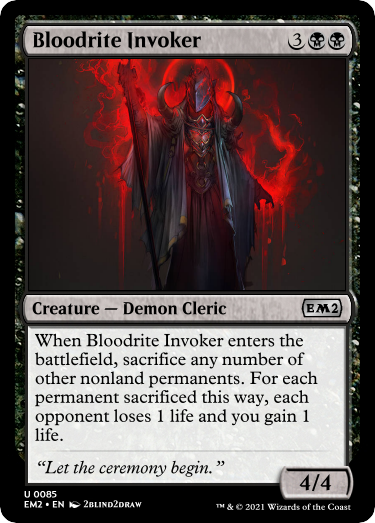 Bloodrite Invoker 3
Creature — Demon Cleric EM2
When Bloodrite Invoker enters the
battlefield, sacrifice any number of
other nonland permanents. For each
permanent sacrificed this way, each
opponent loses 1 life and you gain 1
life.
“Let the ceremony begin.”
4/4
U 0085
EM2 • EN 2BLIND2DRAW
™ & © 2021 Wizards of the Coast